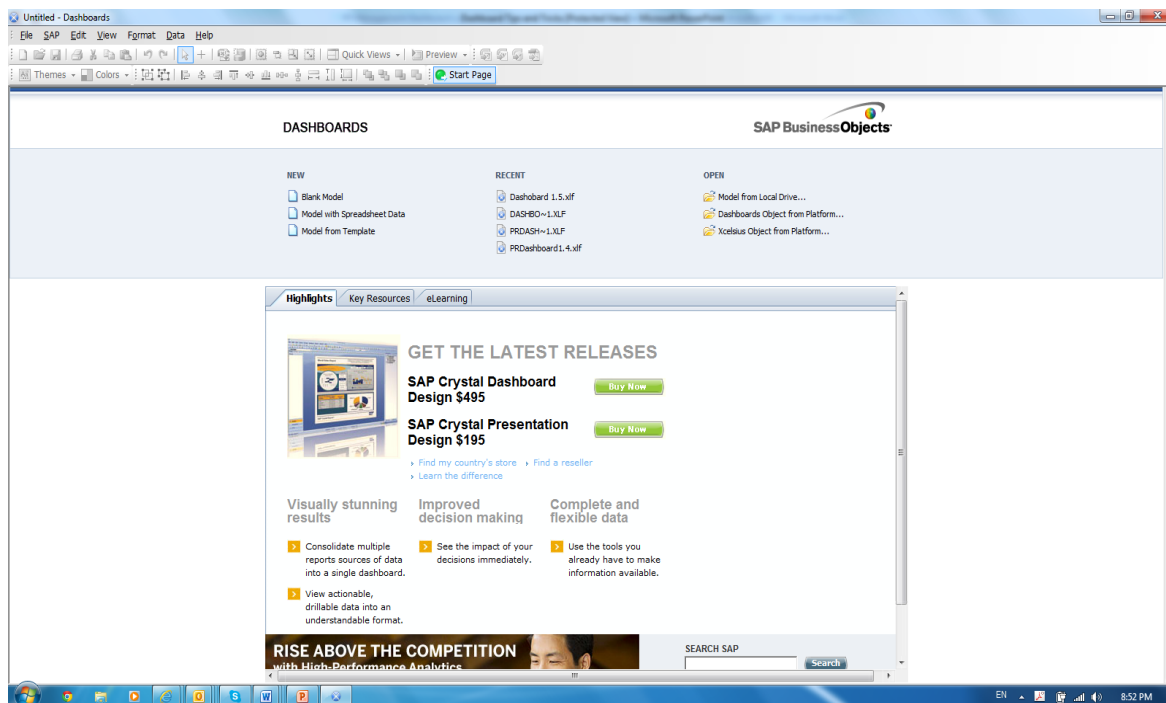 Untitled - Dashboards
File SAP Edit View Format Data Help
Quick Views Preview
Themes Colors Start Page
DASHBOARDS
SAP BusinessObjects
NEW
Blank Model
Model with Spreadsheet Data
Model from Template
RECENT
Dashobard 1.5.xlf
DASHBO~1.XLF
PRDASH~1.XLF
PRDashboard1.4.xlf
OPEN
Model from Local Drive...
Dashboards Object from Platform...
Xcelsius Object from Platform...
Highlights Key Resources eLearning
GET THE LATEST RELEASES
SAP Crystal Dashboard
Design $495
Buy Now
SAP Crystal Presentation
Design $195
Buy Now
Find my country's store Find a reseller
Learn the difference
Visually stunning
results
Consolidate multiple
reports sources of data
into a single dashboard.
View actionable,
drillable data into an
understandable format.
Improved
decision making
See the impact of your
decisions immediately.
Complete and
flexible data
Use the tools you
already have to make
information available.
RISE ABOVE THE COMPETITION
with High-Performance Analytics
SEARCH SAP
Search
EN 8:52 PM